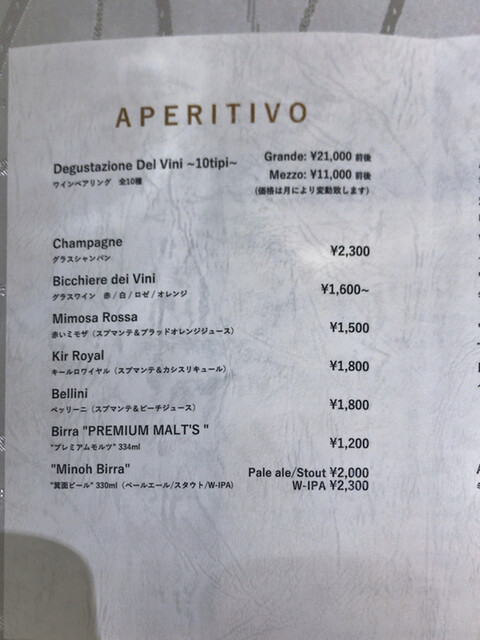 APERITIVO
Degustazione Del Vini ~10tipi~ Grande: ¥21,000 前後
ワインペアリング 全10種 Mezzo: ¥11,000 前後
(価格は月により変動致します)
Champagne
グラスシャンパン ¥2,300
Bicchiere dei Vini
グラスワイン 赤/白/ロゼ/オレンジ ¥1,600~
Mimosa Rossa
赤いミモザ（スプマンテ&ブラッドオレンジジュース） ¥1,500
Kir Royal
キールロワイヤル（スプマンテ&カシスリキュール） ¥1,800
Bellini
ベッリーニ（スプマンテ&ピーチジュース） ¥1,800
Birra "PREMIUM MALT'S "
"プレミアムモルツ" 334ml ¥1,200
"Minoh Birra" Pale ale/Stout ¥2,000
"箕面ビール" 330ml（ペールエール/スタウト/W-IPA) W-IPA ¥2,300